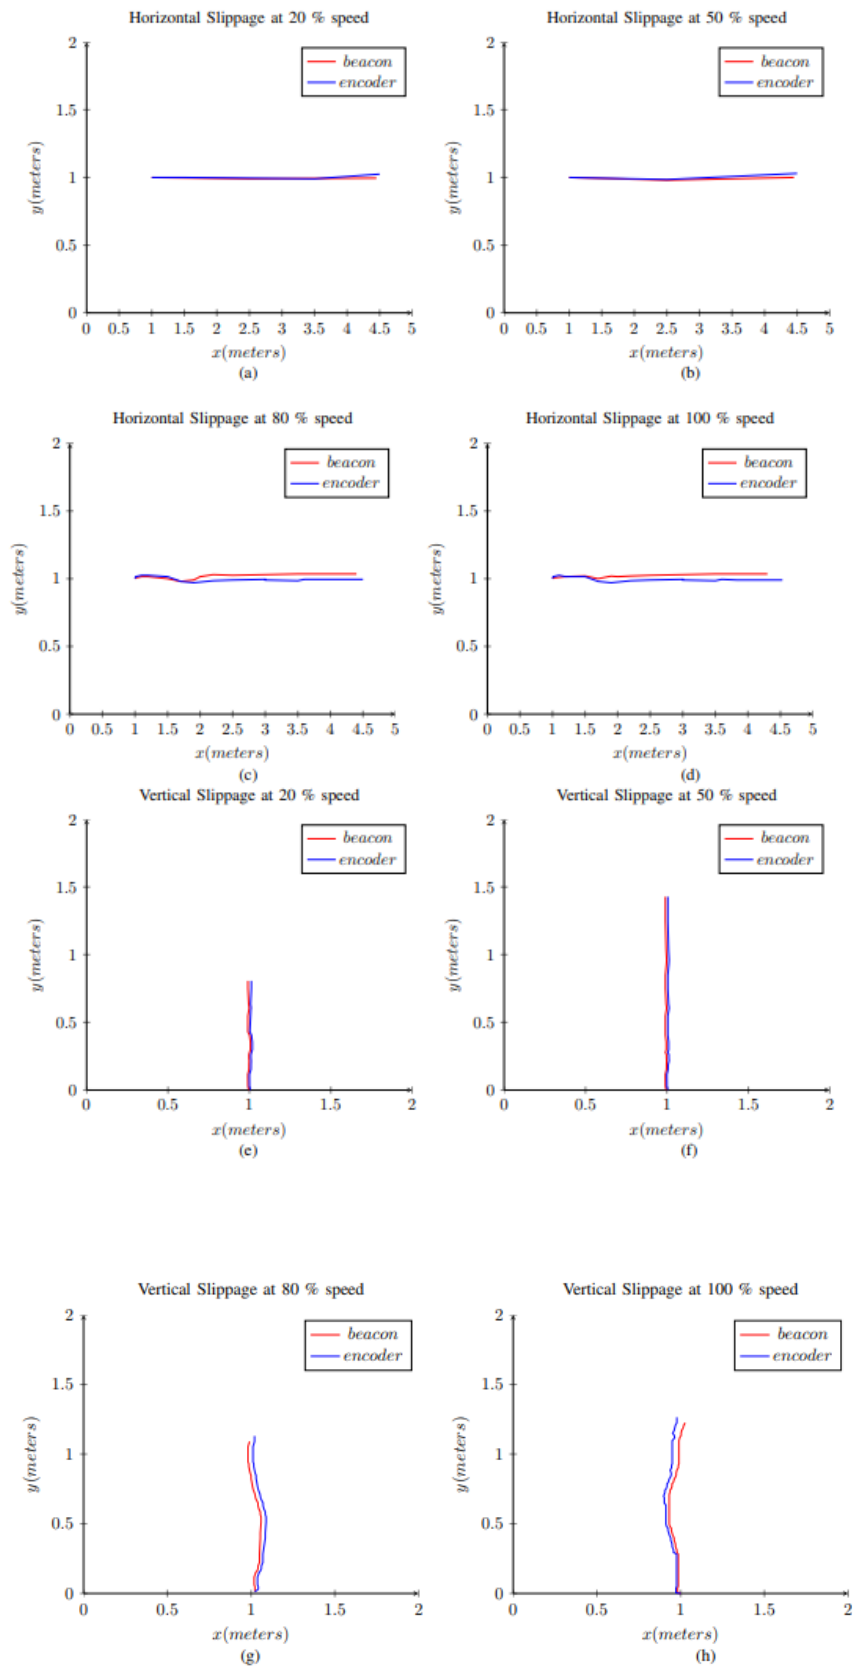 Horizontal Slippage at 20 % speed
2
beacon
encoder
1.5
1
0.5
0
y(meters)
0 0.5 1 1.5 2 2.5 3 3.5 4 4.5 5
x(meters)
(a)
Horizontal Slippage at 50 % speed
2
beacon
encoder
1.5
1
0.5
0
y(meters)
0 0.5 1 1.5 2 2.5 3 3.5 4 4.5 5
x(meters)
(b)
Horizontal Slippage at 80 % speed
2
beacon
encoder
1.5
1
0.5
0
y(meters)
0 0.5 1 1.5 2 2.5 3 3.5 4 4.5 5
x(meters)
(c)
Horizontal Slippage at 100 % speed
2
beacon
encoder
1.5
1
0.5
0
y(meters)
0 0.5 1 1.5 2 2.5 3 3.5 4 4.5 5
x(meters)
(d)
Vertical Slippage at 20 % speed
2
beacon
encoder
1.5
1
0.5
0
y(meters)
0 0.5 1 1.5 2
x(meters)
(e)
Vertical Slippage at 50 % speed
2
beacon
encoder
1.5
1
0.5
0
y(meters)
0 0.5 1 1.5 2
x(meters)
(f)
Vertical Slippage at 80 % speed
2
beacon
encoder
1.5
1
0.5
0
y(meters)
0 0.5 1 1.5 2
x(meters)
(g)
Vertical Slippage at 100 % speed
2
beacon
encoder
1.5
1
0.5
0
y(meters)
0 0.5 1 1.5 2
x(meters)
(h)